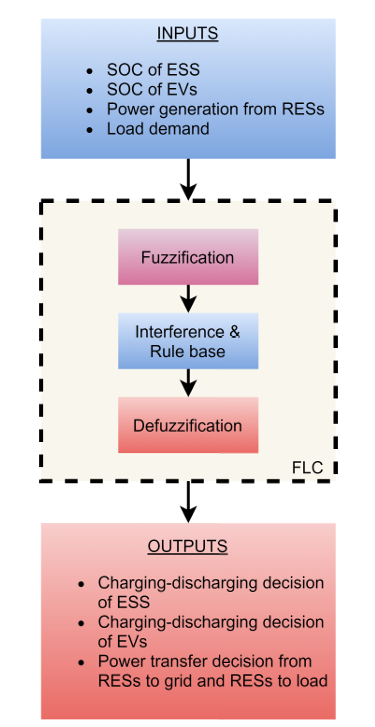 INPUTS
• SOC of ESS
• SOC of EVs
• Power generation from RESs
• Load demand
Fuzzification
Interference &
Rule base
Defuzzification
FLC
OUTPUTS
• Charging-discharging decision
of ESS
• Charging-discharging decision
of EVs
• Power transfer decision from
RESs to grid and RESs to load